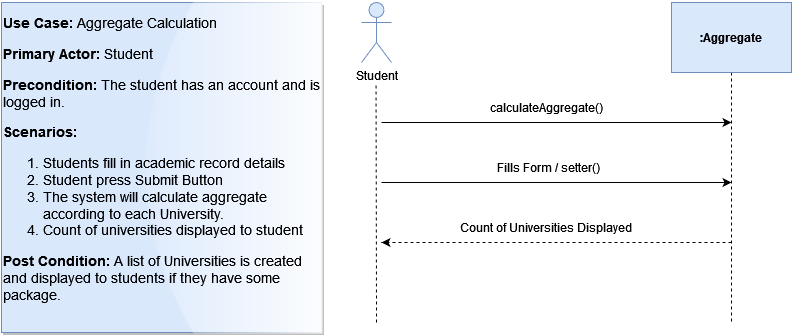 Use Case: Aggregate Calculation
Primary Actor: Student
Precondition: The student has an account and is
logged in.
Scenarios:
1. Students fill in academic record details
2. Student press Submit Button
3. The system will calculate aggregate
according to each University.
4. Count of universities displayed to student
Post Condition: A list of Universities is created
and displayed to students if they have some
package.
Student
:Aggregate
calculateAggregate()
Fills Form / setter()
Count of Universities Displayed